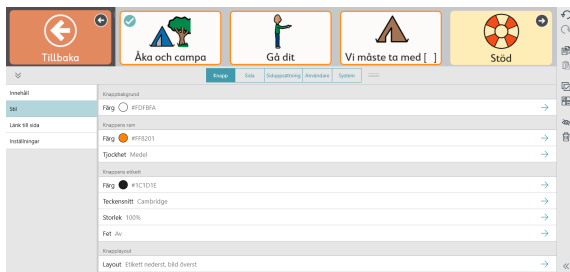 Tillbaka
Åka och campa
Gå dit
Vi måste ta med [ ]
Stöd
Knapp
Sida
Siduppsättning
Användare
System
Innehåll
Stil
Länk till sida
Inställningar
Knappbakgrund
Färg #FDFBFA
Knappens ram
Färg #FF8201
Tjockhet Medel
Knappens etikett
Färg #1C1D1E
Teckensnitt Cambridge
Storlek 100%
Fet Av
Knapplayout
Layout Etikett nederst, bild överst